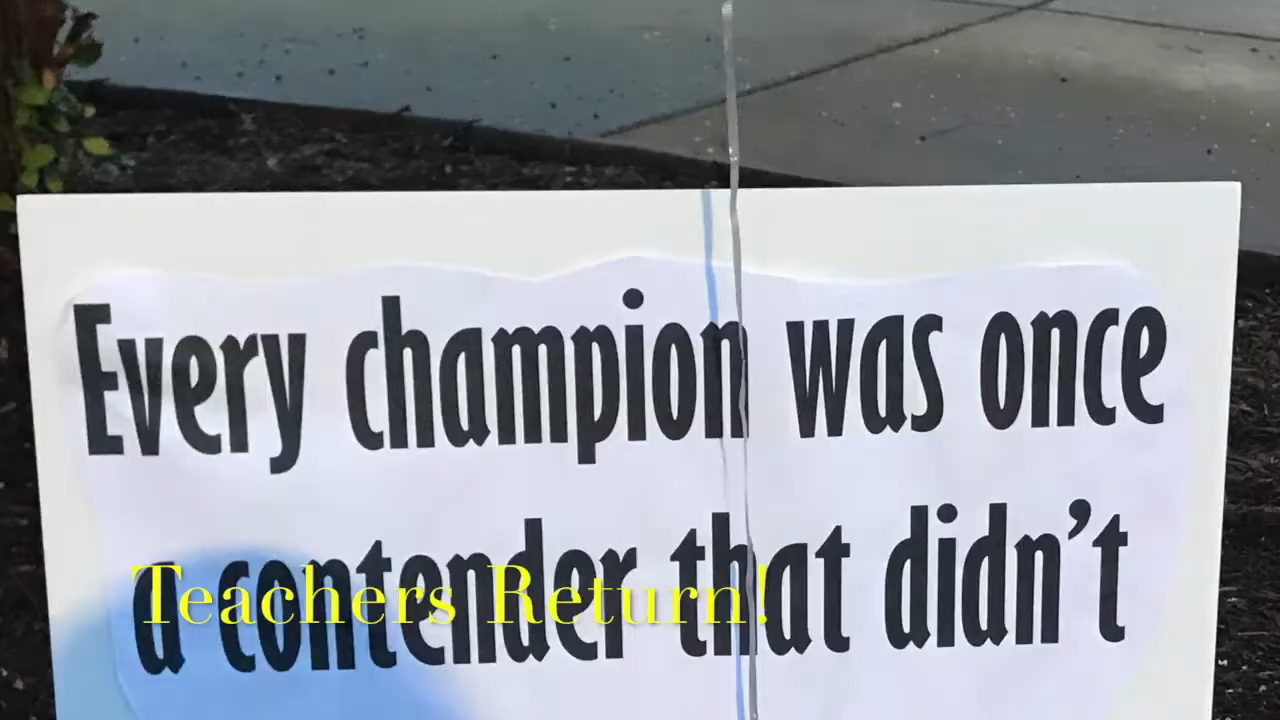 Every champion was once
a contender that didn't
Teachers Return!